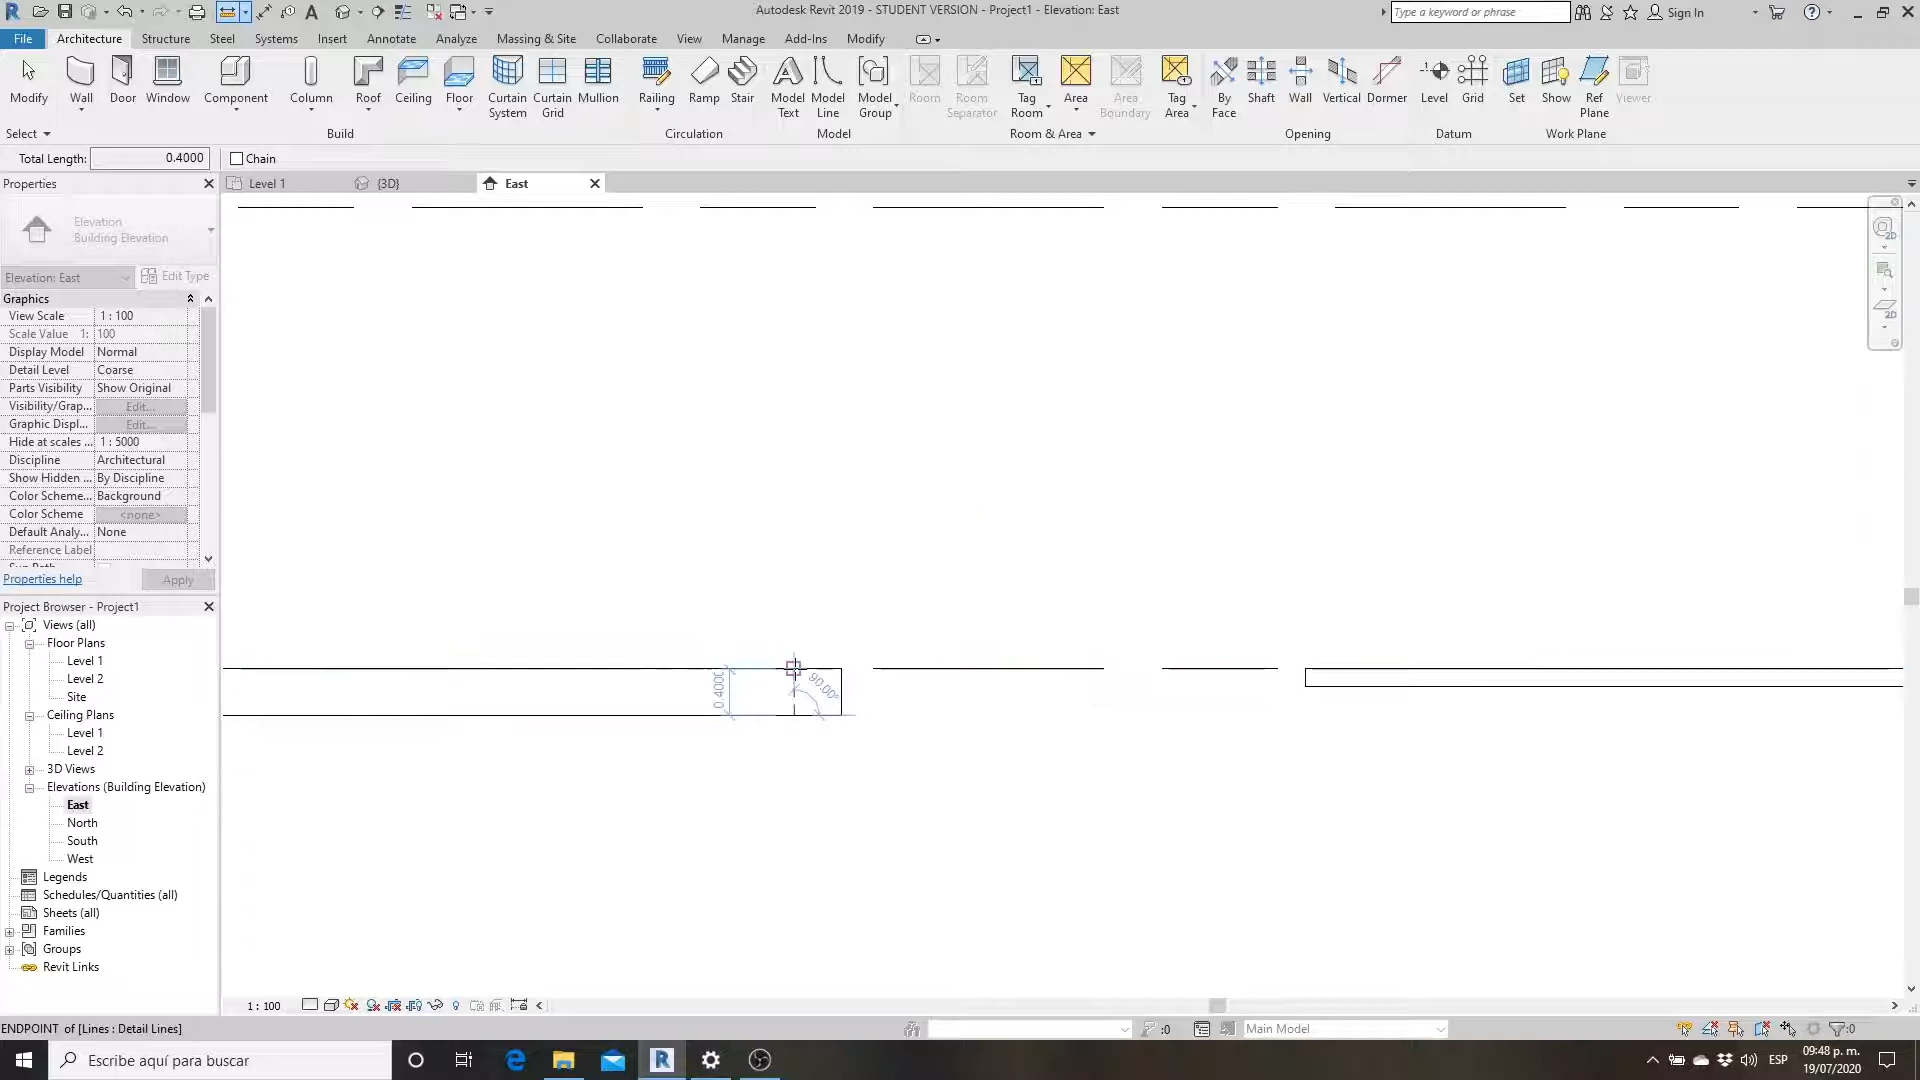 Autodesk Revit 2019 - STUDENT VERSION - Project1 - Elevation: East
Type a keyword or phrase
Sign In
File
Architecture
Structure
Steel
Systems
Insert
Annotate
Analyze
Massing & Site
Collaborate
View
Manage
Add-Ins
Modify
Modify
Wall
Door
Window
Component
Column
Roof
Ceiling
Floor
Curtain System
Curtain Grid
Mullion
Railing
Ramp
Stair
Model Text
Model Line
Model Group
Room
Room Separator
Tag Room
Area
Area Boundary
Tag Area
By Face
Shaft
Wall
Vertical
Dormer
Level
Grid
Set
Show
Ref Plane
Viewer
Select
Build
Circulation
Model
Room & Area
Opening
Datum
Work Plane
Total Length:
0.4000
Chain
Properties
Level 1
{3D}
East
Elevation
Building Elevation
Elevation: East
Edit Type
Graphics
View Scale 1 : 100
Scale Value 1: 100
Display Model Normal
Detail Level Coarse
Parts Visibility Show Original
Visibility/Grap... Edit...
Graphic Displ... Edit...
Hide at scales ... 1 : 5000
Discipline Architectural
Show Hidden ... By Discipline
Color Scheme... Background
Color Scheme <none>
Default Analy... None
Reference Label
Properties help
Apply
0.4000
90.00°
Project Browser - Project1
Views (all)
Floor Plans
Level 1
Level 2
Site
Ceiling Plans
Level 1
Level 2
3D Views
Elevations (Building Elevation)
East
North
South
West
Legends
Schedules/Quantities (all)
Sheets (all)
Families
Groups
Revit Links
1 : 100
ENDPOINT of [Lines : Detail Lines]
:0
Main Model
:0
Escribe aquí para buscar
ESP
09:48 p. m.
19/07/2020